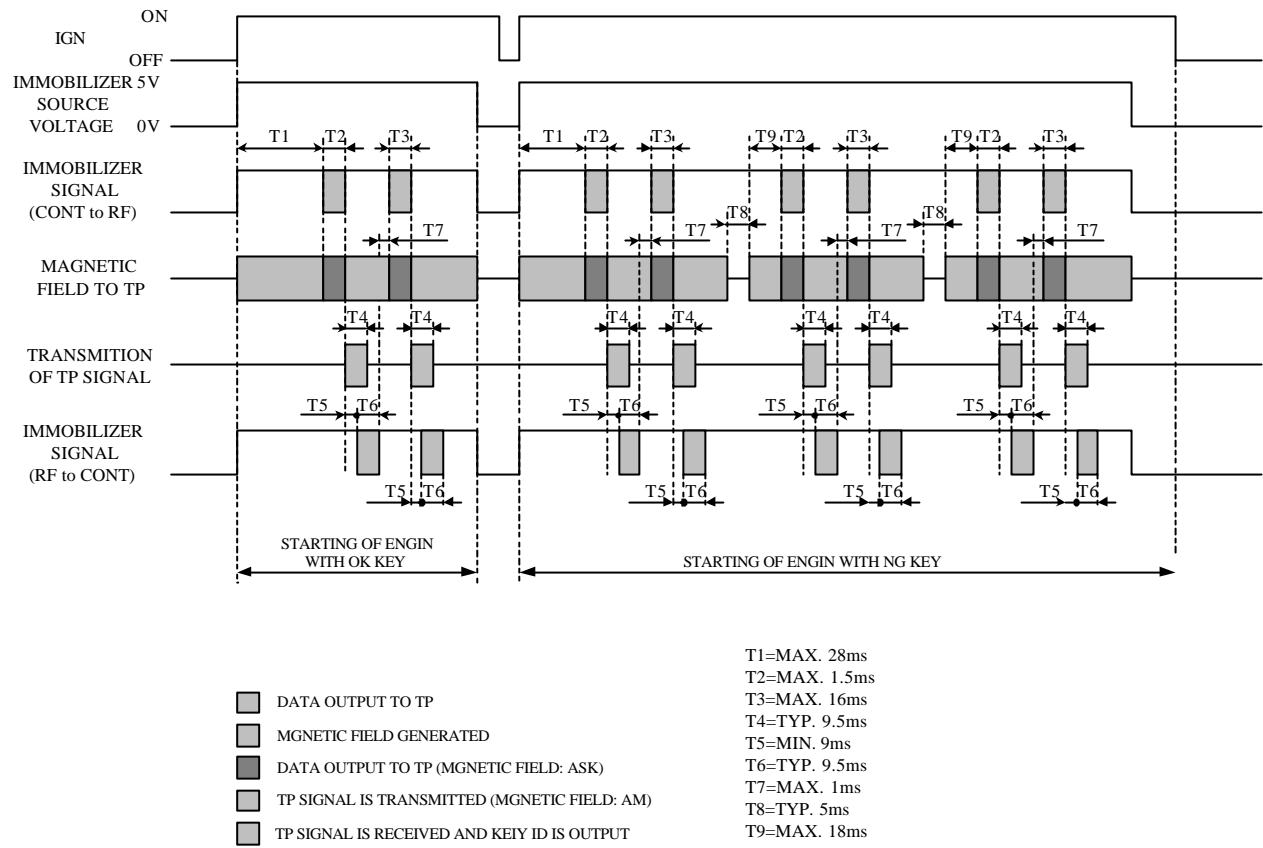 ON
IGN
OFF
IMMOBILIZER 5V
SOURCE
VOLTAGE 0V
T1 T2 T3 T1 T2 T3 T9 T2 T3 T9 T2 T3
IMMOBILIZER
SIGNAL
(CONT to RF)
T8 T8
T7 T7 T7 T7
MAGNETIC
FIELD TO TP
T4 T4 T4 T4 T4 T4 T4 T4
TRANSMITION
OF TP SIGNAL
T5 T6 T5 T6 T5 T6 T5 T6
IMMOBILIZER
SIGNAL
(RF to CONT)
T5 T6 T5 T6 T5 T6 T5 T6
STARTING OF ENGIN
WITH OK KEY
STARTING OF ENGIN WITH NG KEY
DATA OUTPUT TO TP
MGNETIC FIELD GENERATED
DATA OUTPUT TO TP (MGNETIC FIELD: ASK)
TP SIGNAL IS TRANSMITTED (MGNETIC FIELD: AM)
TP SIGNAL IS RECEIVED AND KEIY ID IS OUTPUT
T1=MAX. 28ms
T2=MAX. 1.5ms
T3=MAX. 16ms
T4=TYP. 9.5ms
T5=MIN. 9ms
T6=TYP. 9.5ms
T7=MAX. 1ms
T8=TYP. 5ms
T9=MAX. 18ms